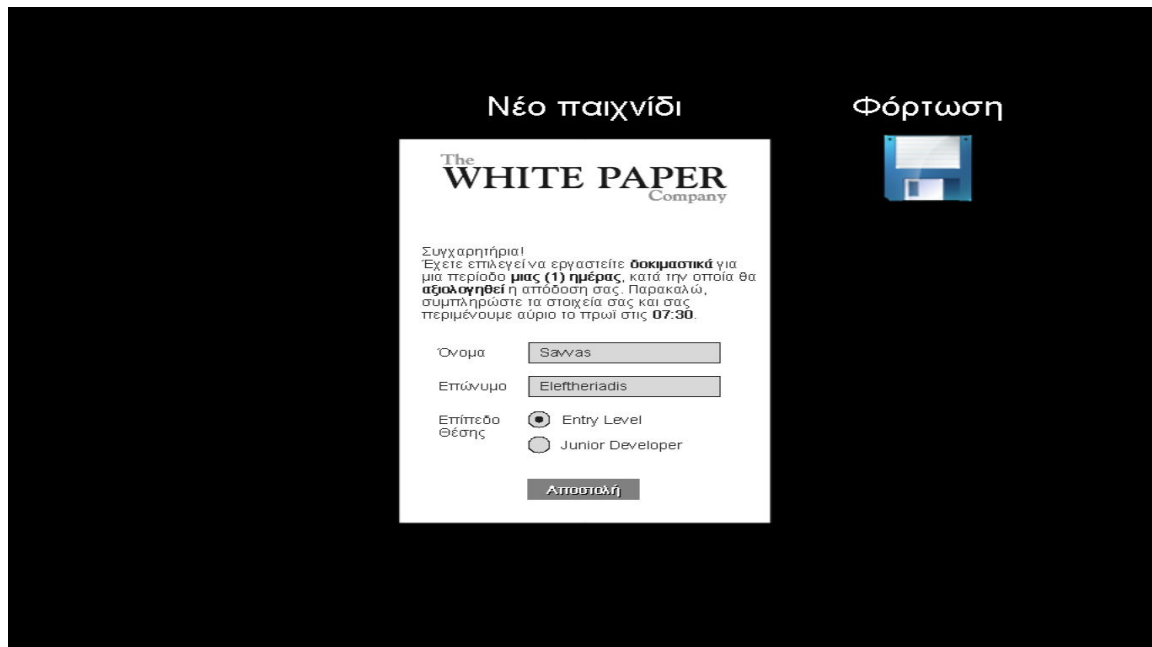 Νέο παιχνίδι
Φόρτωση
The
WHITE PAPER
Company
Συγχαρητήρια!
Έχετε επιλεγεί να εργαστείτε δοκιμαστικά για
μια περίοδο μιας (1) ημέρας, κατά την οποία θα
αξιολογηθεί η απόδοση σας. Παρακαλώ,
συμπληρώστε τα στοιχεία σας και σας
περιμένουμε αύριο το πρωϊ στις 07:30.
Όνομα
Savvas
Επώνυμο
Eleftheriadis
Επίπεδο
Θέσης
Entry Level
Junior Developer
Αποστολή